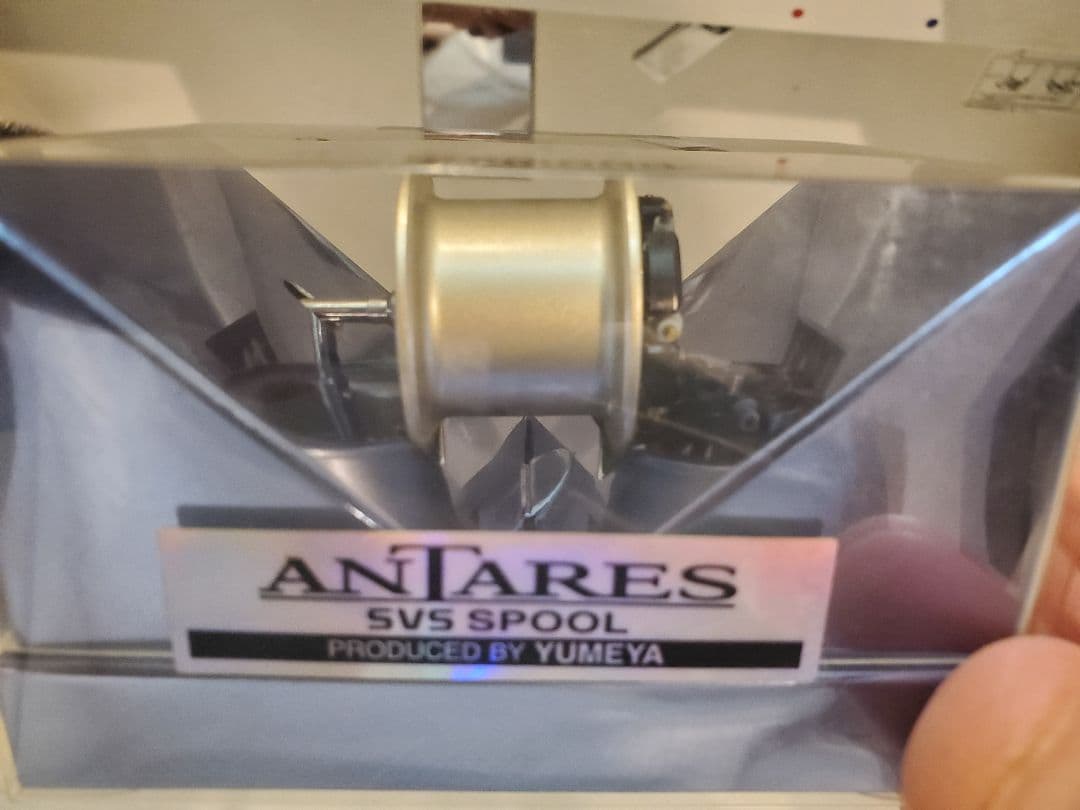 ANTARES
SVS SPOOL
PRODUCED BY YUMEYA